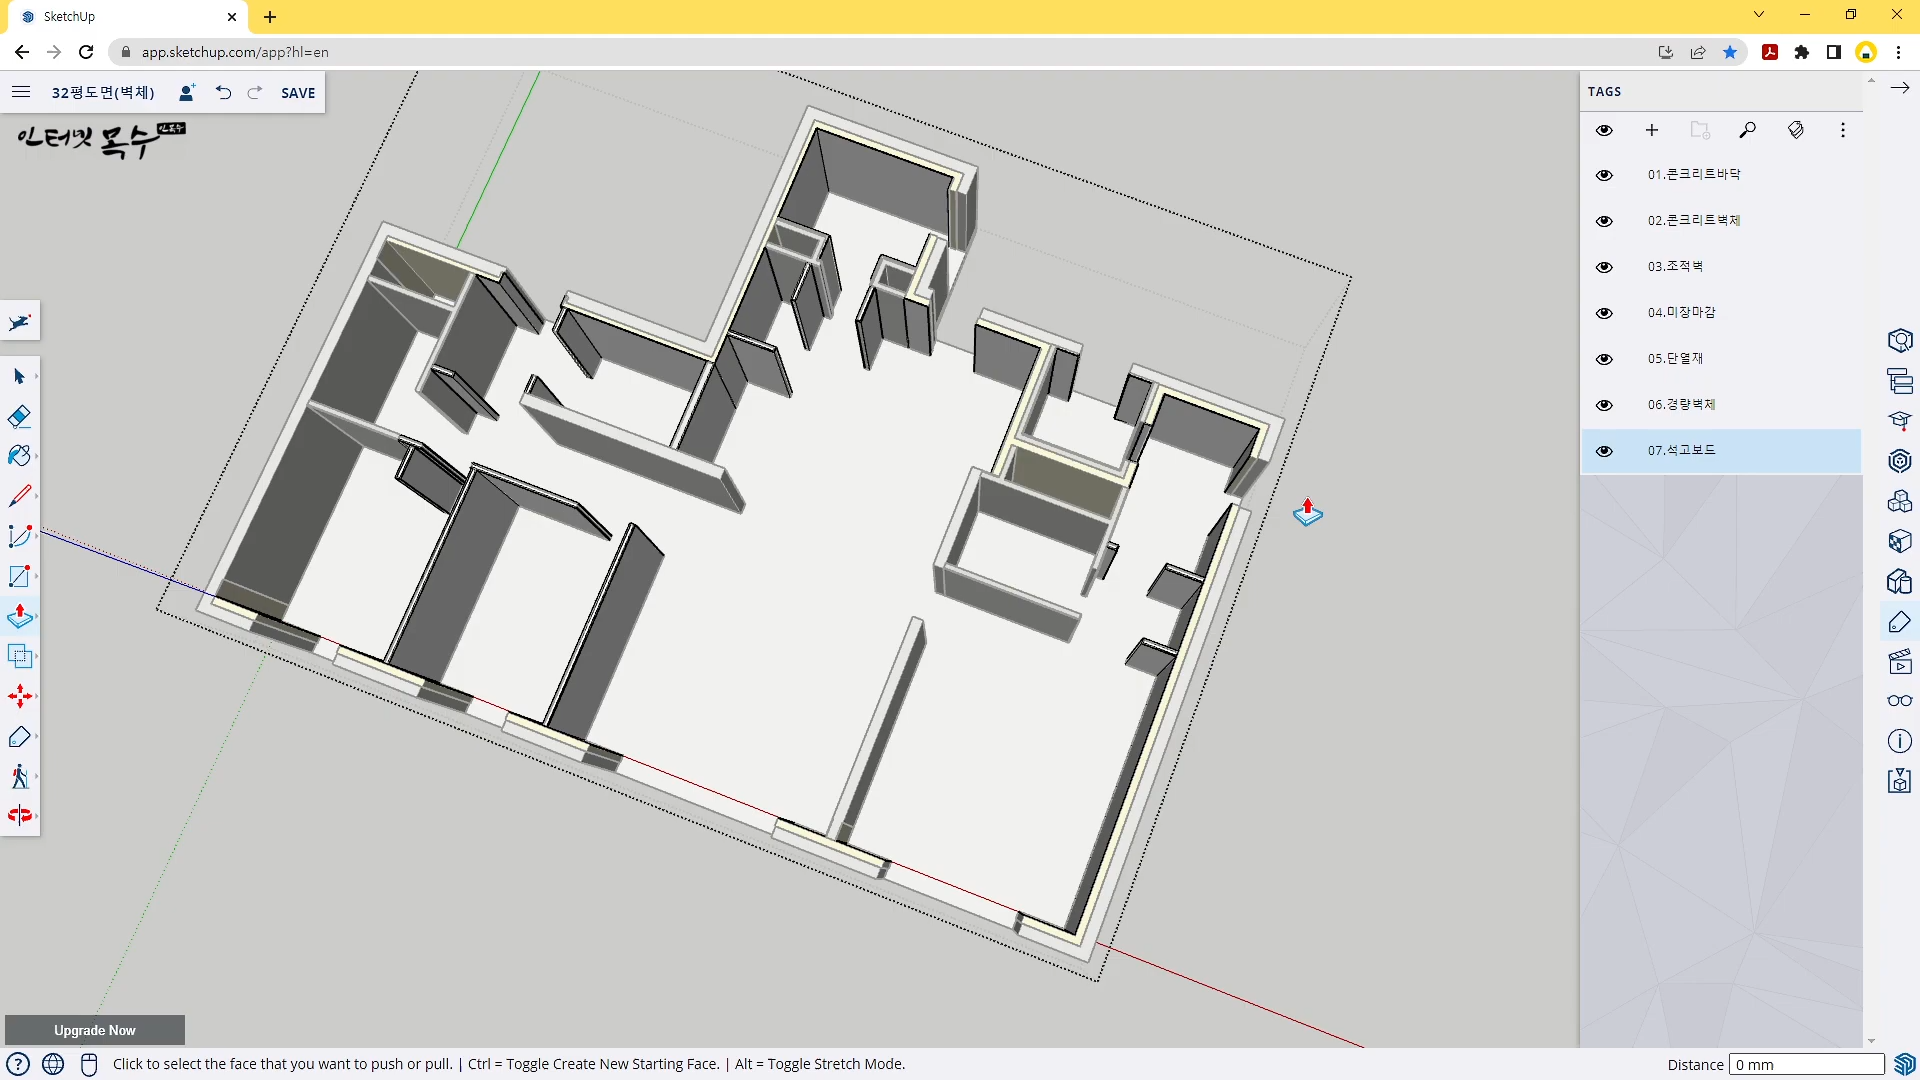 SketchUp
app.sketchup.com/app?hl=en
32평도면(벽체)
SAVE
인터넷 목수
TAGS
01.콘크리트바닥
02.콘크리트벽체
03.조적벽
04.미장마감
05.단열재
06.경량벽체
07.석고보드
Upgrade Now
Click to select the face that you want to push or pull. | Ctrl = Toggle Create New Starting Face. | Alt = Toggle Stretch Mode.
Distance 0 mm